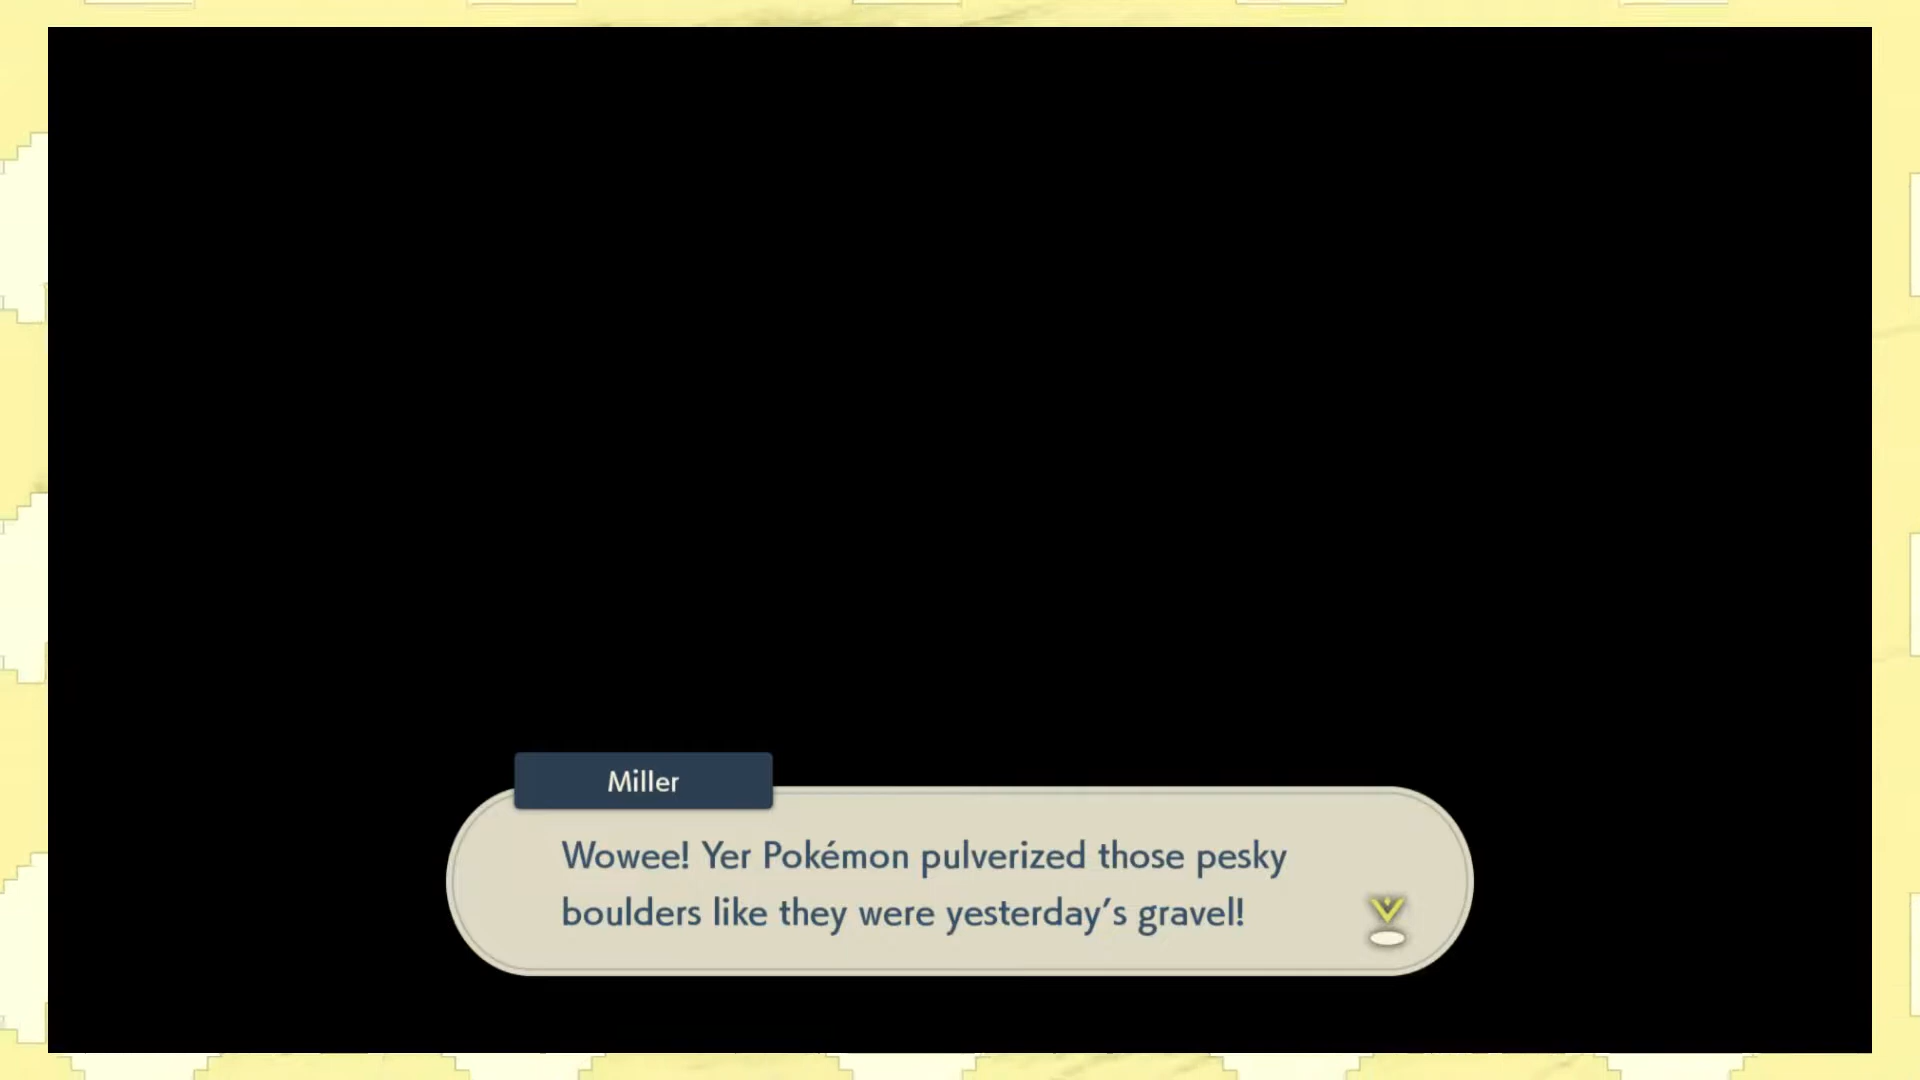 Miller
Wowee! Yer Pokémon pulverized those pesky
boulders like they were yesterday's gravel!